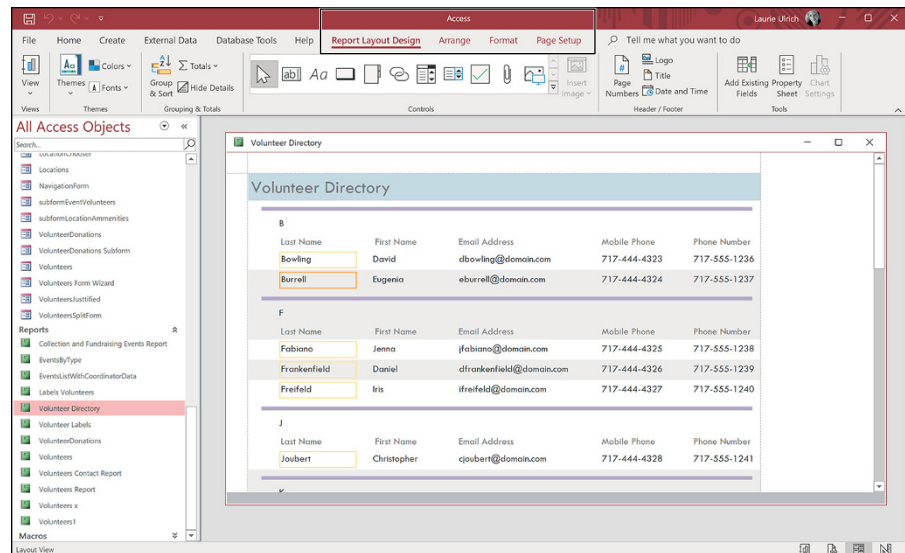 Access
Laurie Ulrich
File Home Create External Data Database Tools Help Report Layout Design Arrange Format Page Setup Tell me what you want to do
View
Themes
Colors
Fonts
Group & Sort
Totals
Hide Details
ab Aa
Insert Image
Page Numbers
Logo
Title
Date and Time
Add Existing Fields
Property Sheet
Chart Settings
Views Themes Grouping & Totals Controls Header / Footer Tools
All Access Objects
Search...
LocationChooser
Locations
NavigationForm
subformEventVolunteers
subformLocationAmmenities
VolunteerDonations
VolunteerDonations Subform
Volunteers
Volunteers Form Wizard
VolunteersJustified
VolunteersSplitForm
Reports
Collection and Fundraising Events Report
EventsByType
EventsListWithCoordinatorData
Labels Volunteers
Volunteer Directory
Volunteer Labels
VolunteerDonations
Volunteers
Volunteers Contact Report
Volunteers Report
Volunteers x
Volunteers1
Macros
Volunteer Directory
Volunteer Directory
B
Last Name First Name Email Address Mobile Phone Phone Number
Bowling David dbowling@domain.com 717-444-4323 717-555-1236
Burrell Eugenia eburrell@domain.com 717-444-4324 717-555-1237
F
Last Name First Name Email Address Mobile Phone Phone Number
Fabiano Jenna jfabiano@domain.com 717-444-4325 717-555-1238
Frankenfield Daniel dfrankenfield@domain.com 717-444-4326 717-555-1239
Freifeld Iris ifreifeld@domain.com 717-444-4327 717-555-1240
J
Last Name First Name Email Address Mobile Phone Phone Number
Joubert Christopher cjoubert@domain.com 717-444-4328 717-555-1241
K
Layout View